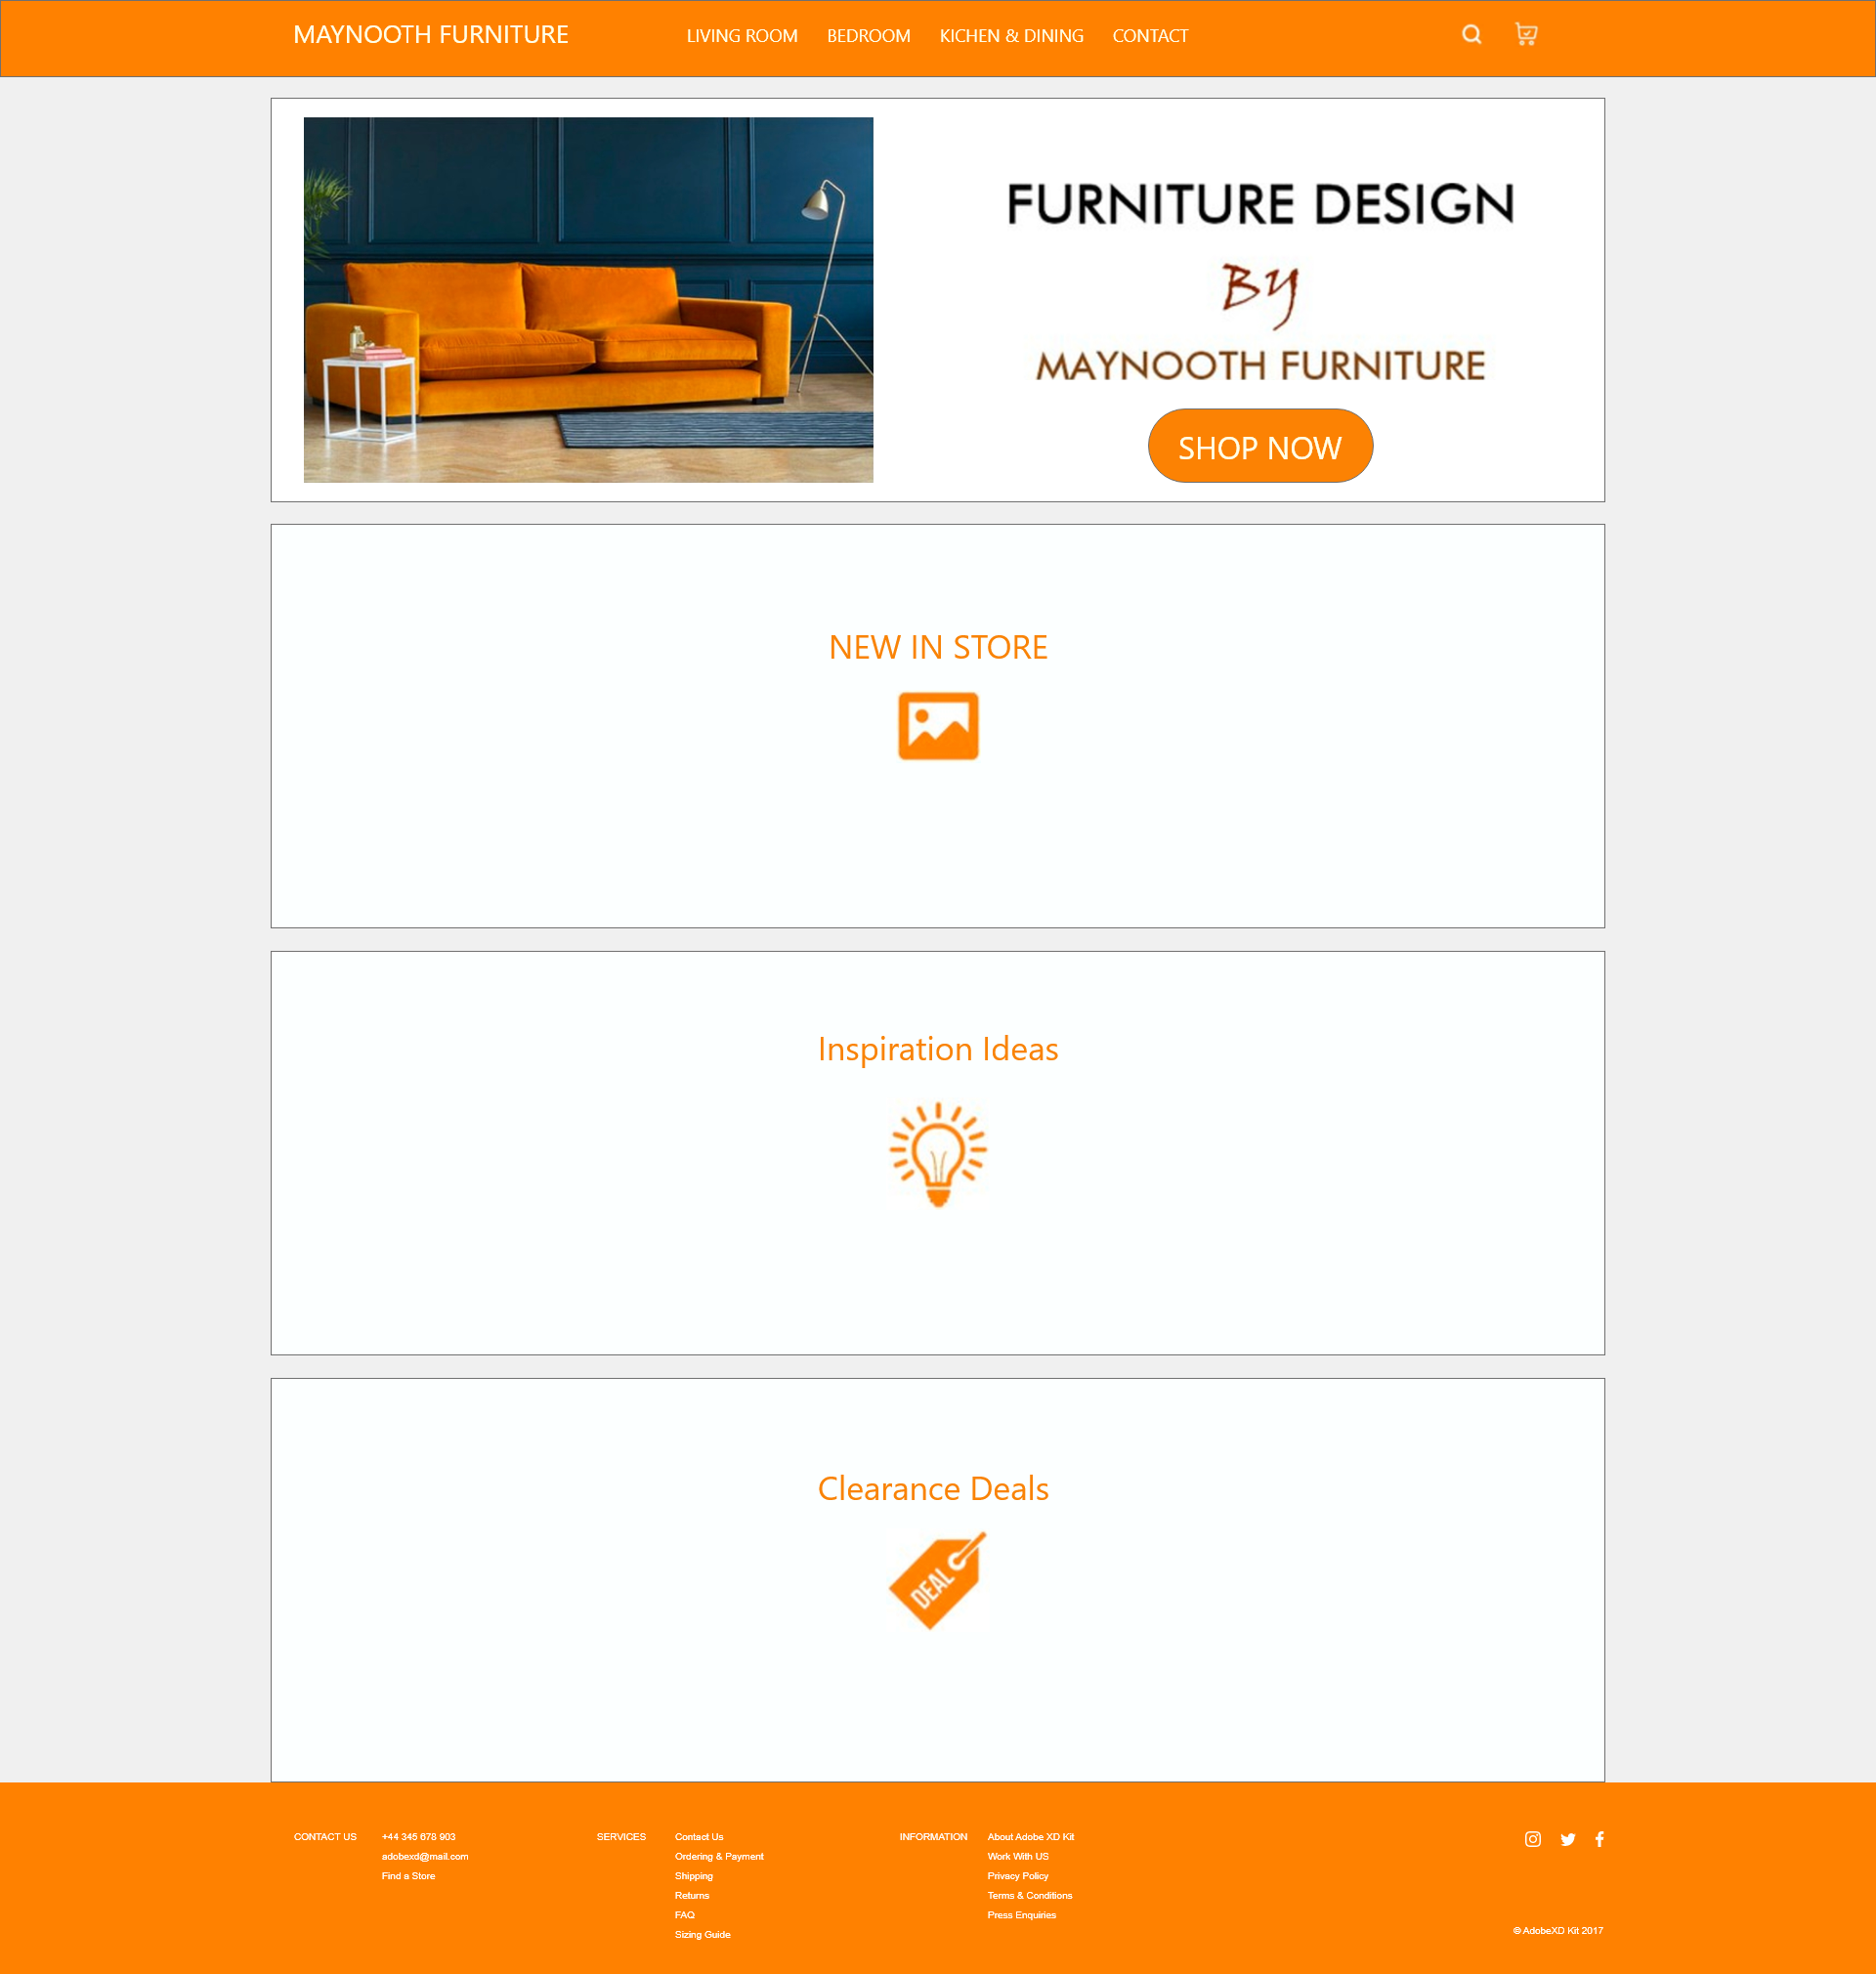 MAYNOOTH FURNITURE
LIVING ROOM BEDROOM KICHEN & DINING CONTACT
FURNITURE DESIGN
By
MAYNOOTH FURNITURE
SHOP NOW
NEW IN STORE
Inspiration Ideas
Clearance Deals
DEAL
CONTACT US
+44 345 678 903
adobexd@mail.com
Find a Store
SERVICES
Contact Us
Ordering & Payment
Shipping
Returns
FAQ
Sizing Guide
INFORMATION
About Adobe XD Kit
Work With US
Privacy Policy
Terms & Conditions
Press Enquiries
© AdobeXD Kit 2017